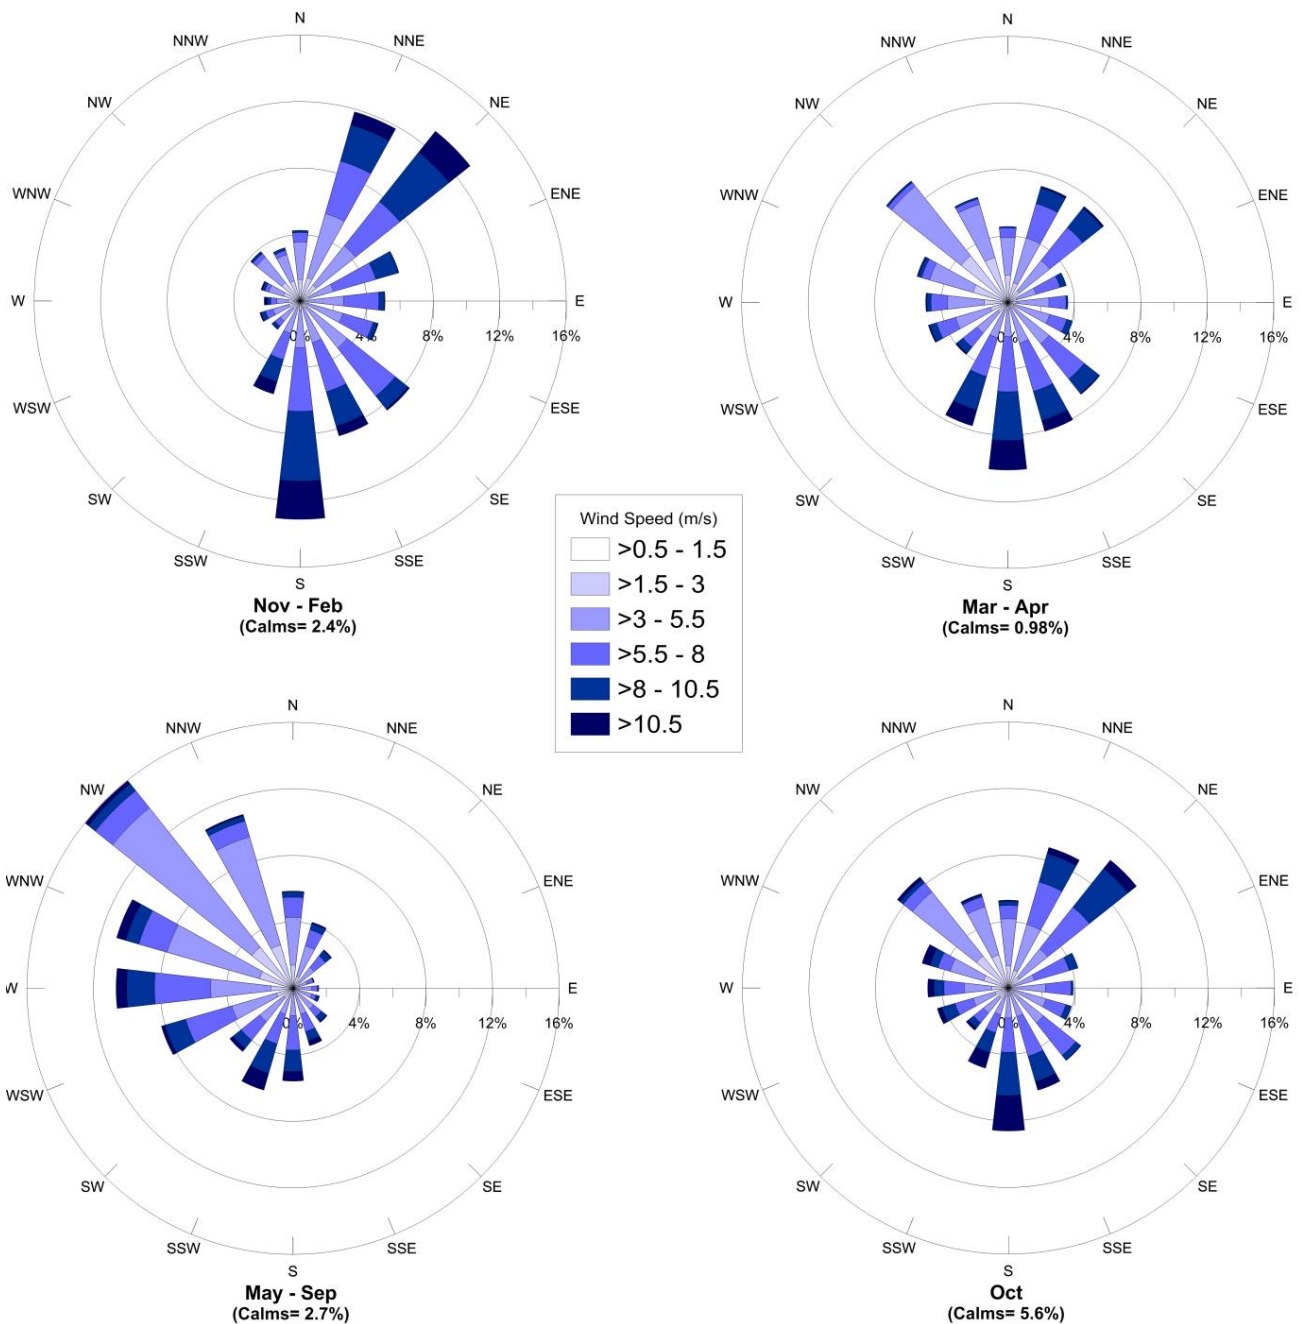 N
NNW
NNE
NW
NE
WNW
ENE
W
E
0%
4%
8%
12%
16%
WSW
ESE
SW
SE
SSW
SSE
S
Nov - Feb
(Calms= 2.4%)
N
NNW
NNE
NW
NE
WNW
ENE
W
E
0%
4%
8%
12%
16%
WSW
ESE
SW
SE
SSW
SSE
S
Mar - Apr
(Calms= 0.98%)
Wind Speed (m/s)
>0.5 - 1.5
>1.5 - 3
>3 - 5.5
>5.5 - 8
>8 - 10.5
>10.5
N
NNW
NNE
NW
NE
WNW
ENE
W
E
0%
4%
8%
12%
16%
WSW
ESE
SW
SE
SSW
SSE
S
May - Sep
(Calms= 2.7%)
N
NNW
NNE
NW
NE
WNW
ENE
W
E
0%
4%
8%
12%
16%
WSW
ESE
SW
SE
SSW
SSE
S
Oct
(Calms= 5.6%)